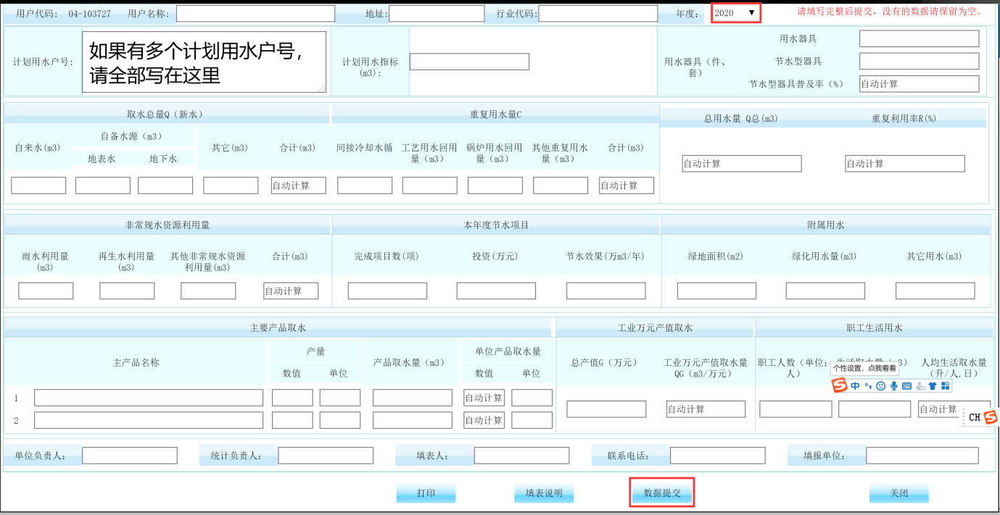 用户代码: 04-103727 用户名称: 地址: 行业代码: 年度: 2020 ▼ 请填写完整后提交，没有的数据请保留为空。
计划用水户号:
如果有多个计划用水户号，
请全部写在这里
计划用水指标
(m3):
用水器具（件、
套）
用水器具
节水型器具
节水型器具普及率（%） 自动计算
取水总量Q（新水） 重复用水量C 总用水量 Q总(m3) 重复利用率R(%)
自来水(m3) 自备水源（m3） 其它(m3) 合计(m3) 间接冷却水循 工艺用水回用 锅炉用水回用 其他重复用水 合计(m3)
地表水 地下水 量（m3） 量（m3） 量（m3）
自动计算 自动计算 自动计算 自动计算
非常规水资源利用量 本年度节水项目 附属用水
雨水利用量 再生水利用量 其他非常规水资源 合计(m3) 完成项目数(项) 投资(万元) 节水效果(万m3/年) 绿地面积(m2) 绿化用水量(m3) 其它用水(m3)
(m3) (m3) 利用量(m3)
自动计算
主要产品取水 工业万元产值取水 职工生活用水
主产品名称 产量 产品取水量（m3） 单位产品取水量 总产值G（万元） 工业万元产值取水量 职工人数（单位: 人均生活取水量
数值 单位 数值 单位 QG（m3/万元） 人） （升/人.日）
个性设置，点我看看
中
1 自动计算 自动计算 自动计算
2 自动计算
CH
单位负责人: 统计负责人: 填表人: 联系电话: 填报单位:
打印 填表说明 数据提交 关闭